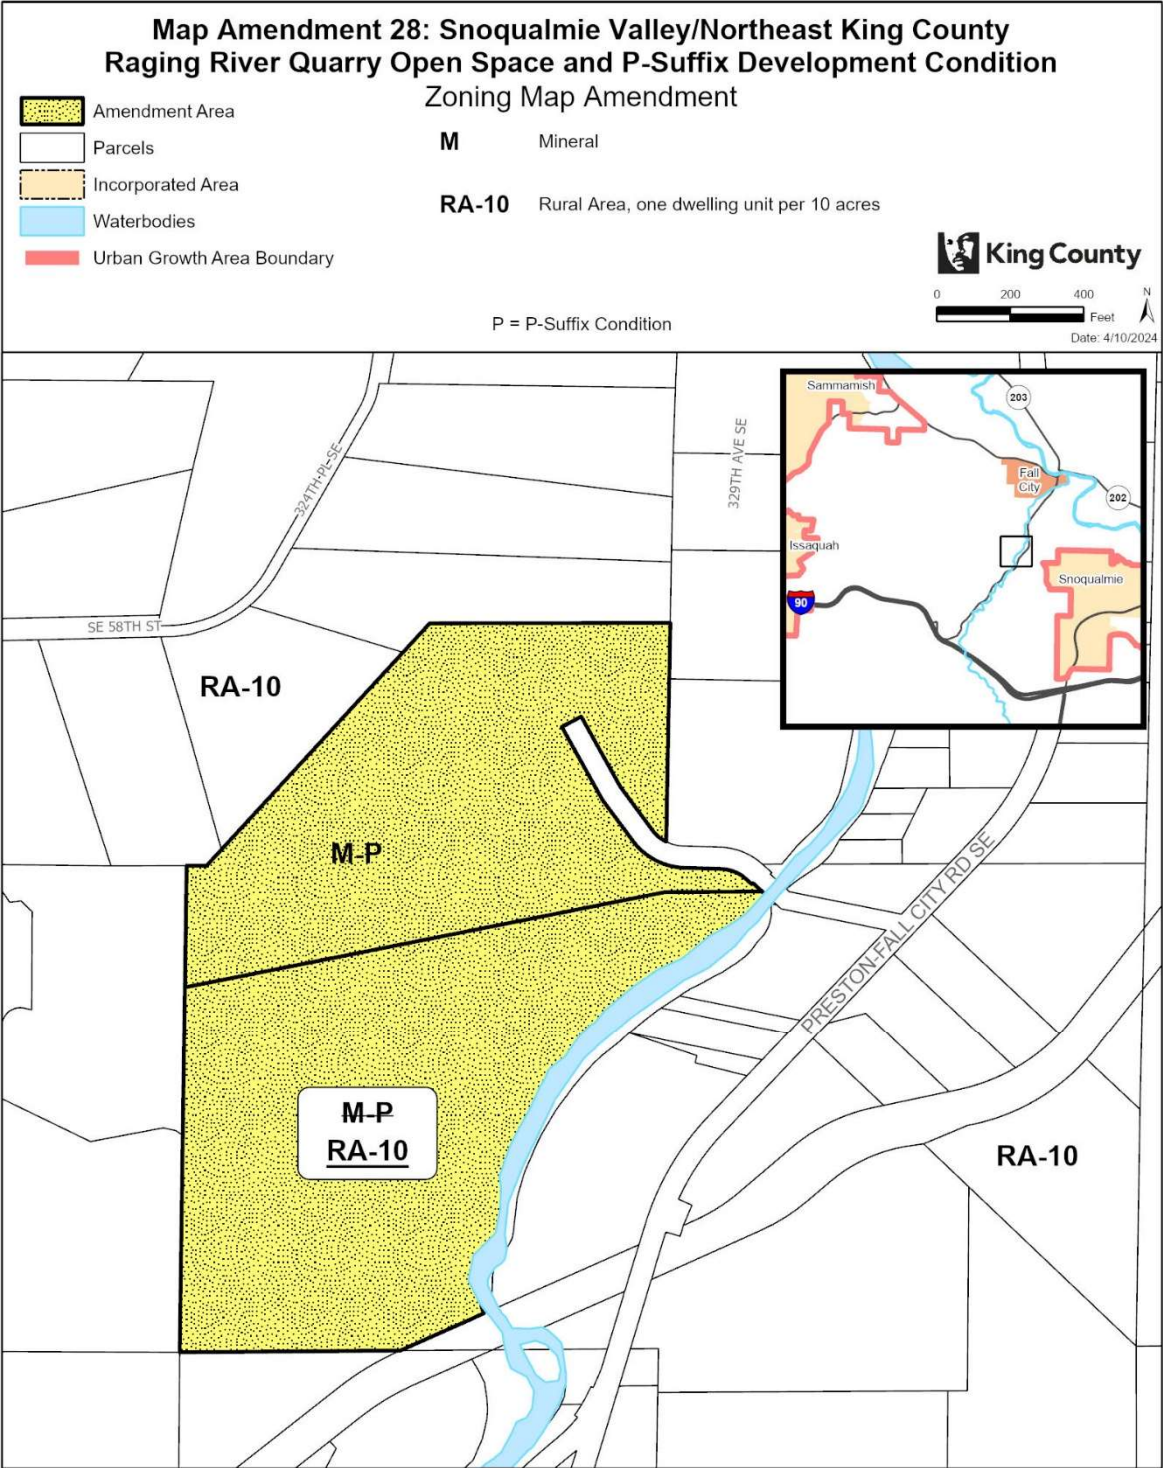 Map Amendment 28: Snoqualmie Valley/Northeast King County
Raging River Quarry Open Space and P-Suffix Development Condition
Zoning Map Amendment
Amendment Area
Parcels
Incorporated Area
Waterbodies
Urban Growth Area Boundary
M Mineral
RA-10 Rural Area, one dwelling unit per 10 acres
P = P-Suffix Condition
King County
0 200 400
Feet
N
Date: 4/10/2024
Sammamish
203
Fall
City
202
Issaquah
Snoqualmie
90
324TH PL SE
329TH AVE SE
SE 58TH ST
RA-10
M-P
PRESTON-FALL CITY RD SE
M-P
RA-10
RA-10